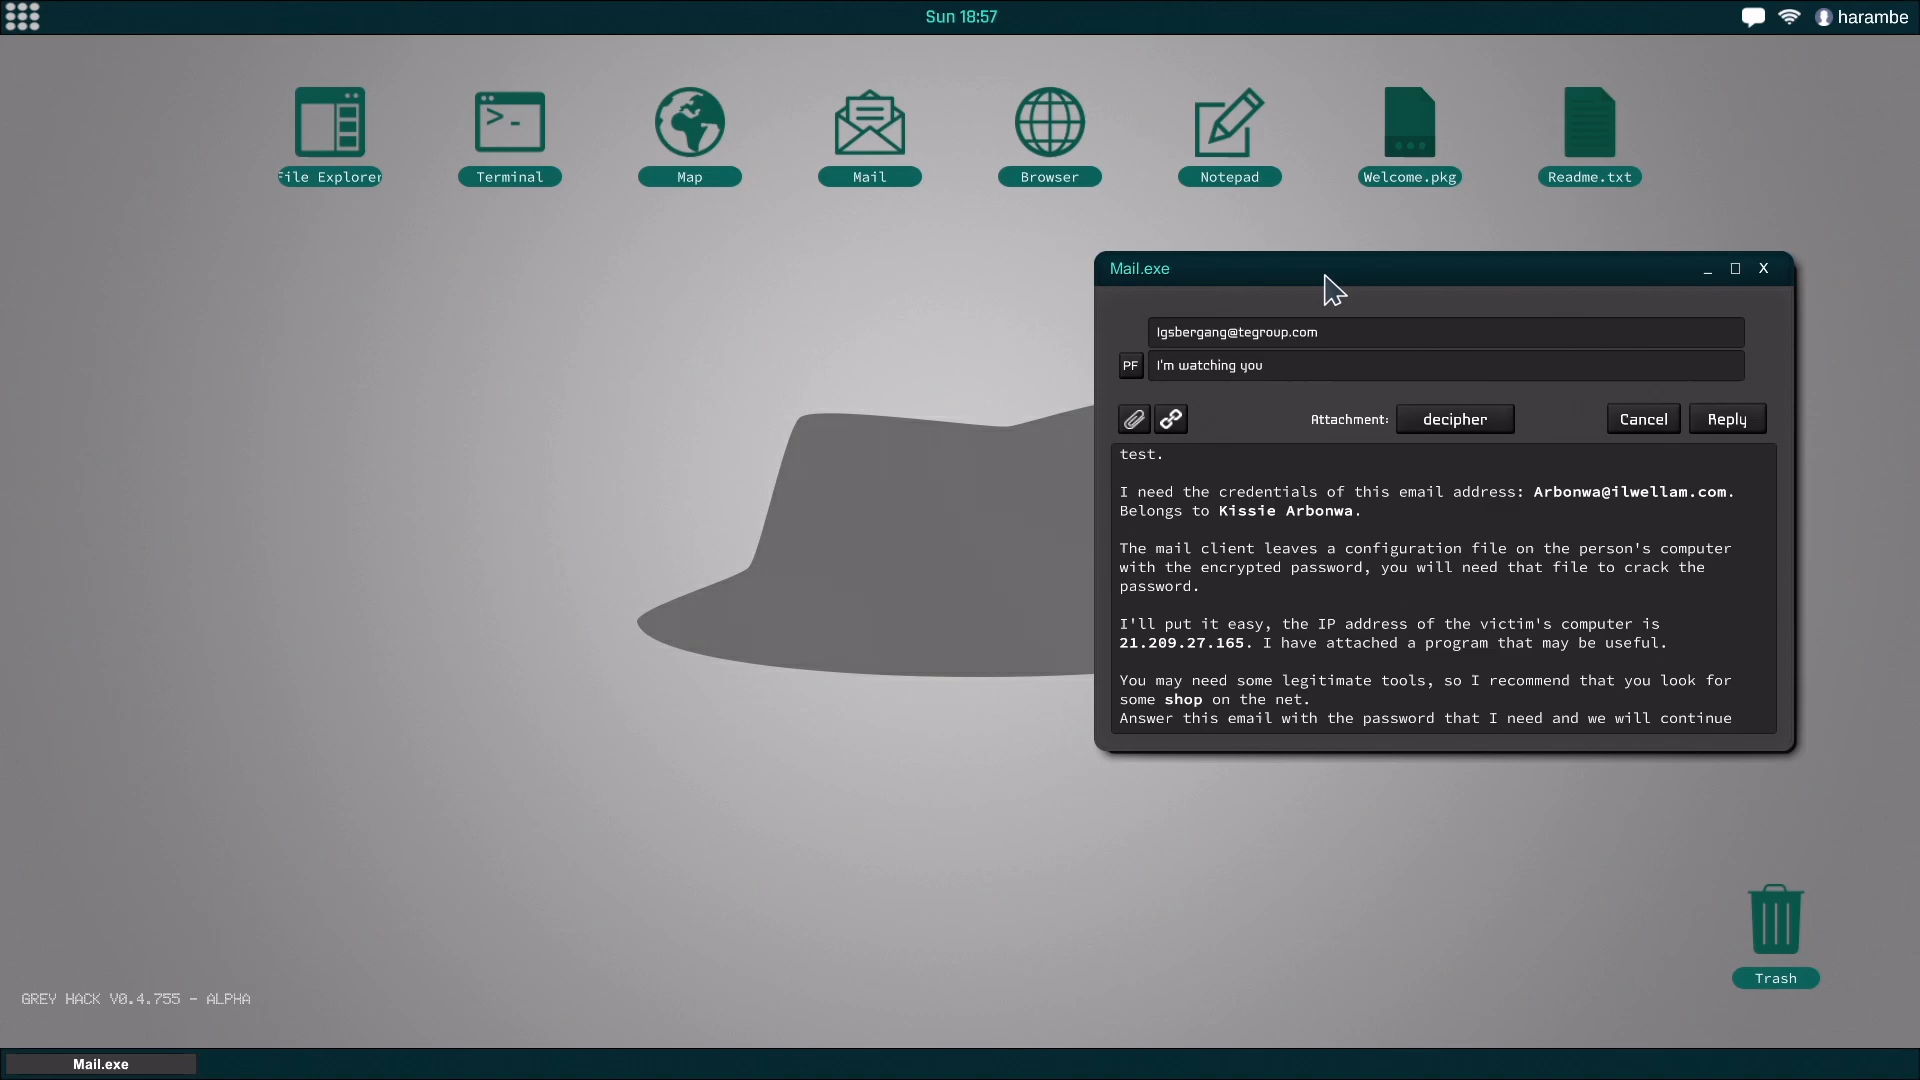 Sun 18:57
harambe
File Explorer
Terminal
Map
Mail
Browser
Notepad
Welcome.pkg
Readme.txt
Mail.exe
_ □ X
lgsbergang@tegroup.com
PF
I'm watching you
Attachment:
decipher
Cancel
Reply
test.
I need the credentials of this email address: Arbonwa@ilwellam.com.
Belongs to Kissie Arbonwa.
The mail client leaves a configuration file on the person's computer
with the encrypted password, you will need that file to crack the
password.
I'll put it easy, the IP address of the victim's computer is
21.209.27.165. I have attached a program that may be useful.
You may need some legitimate tools, so I recommend that you look for
some shop on the net.
Answer this email with the password that I need and we will continue
Trash
GREY HACK V0.4.755 - ALPHA
Mail.exe